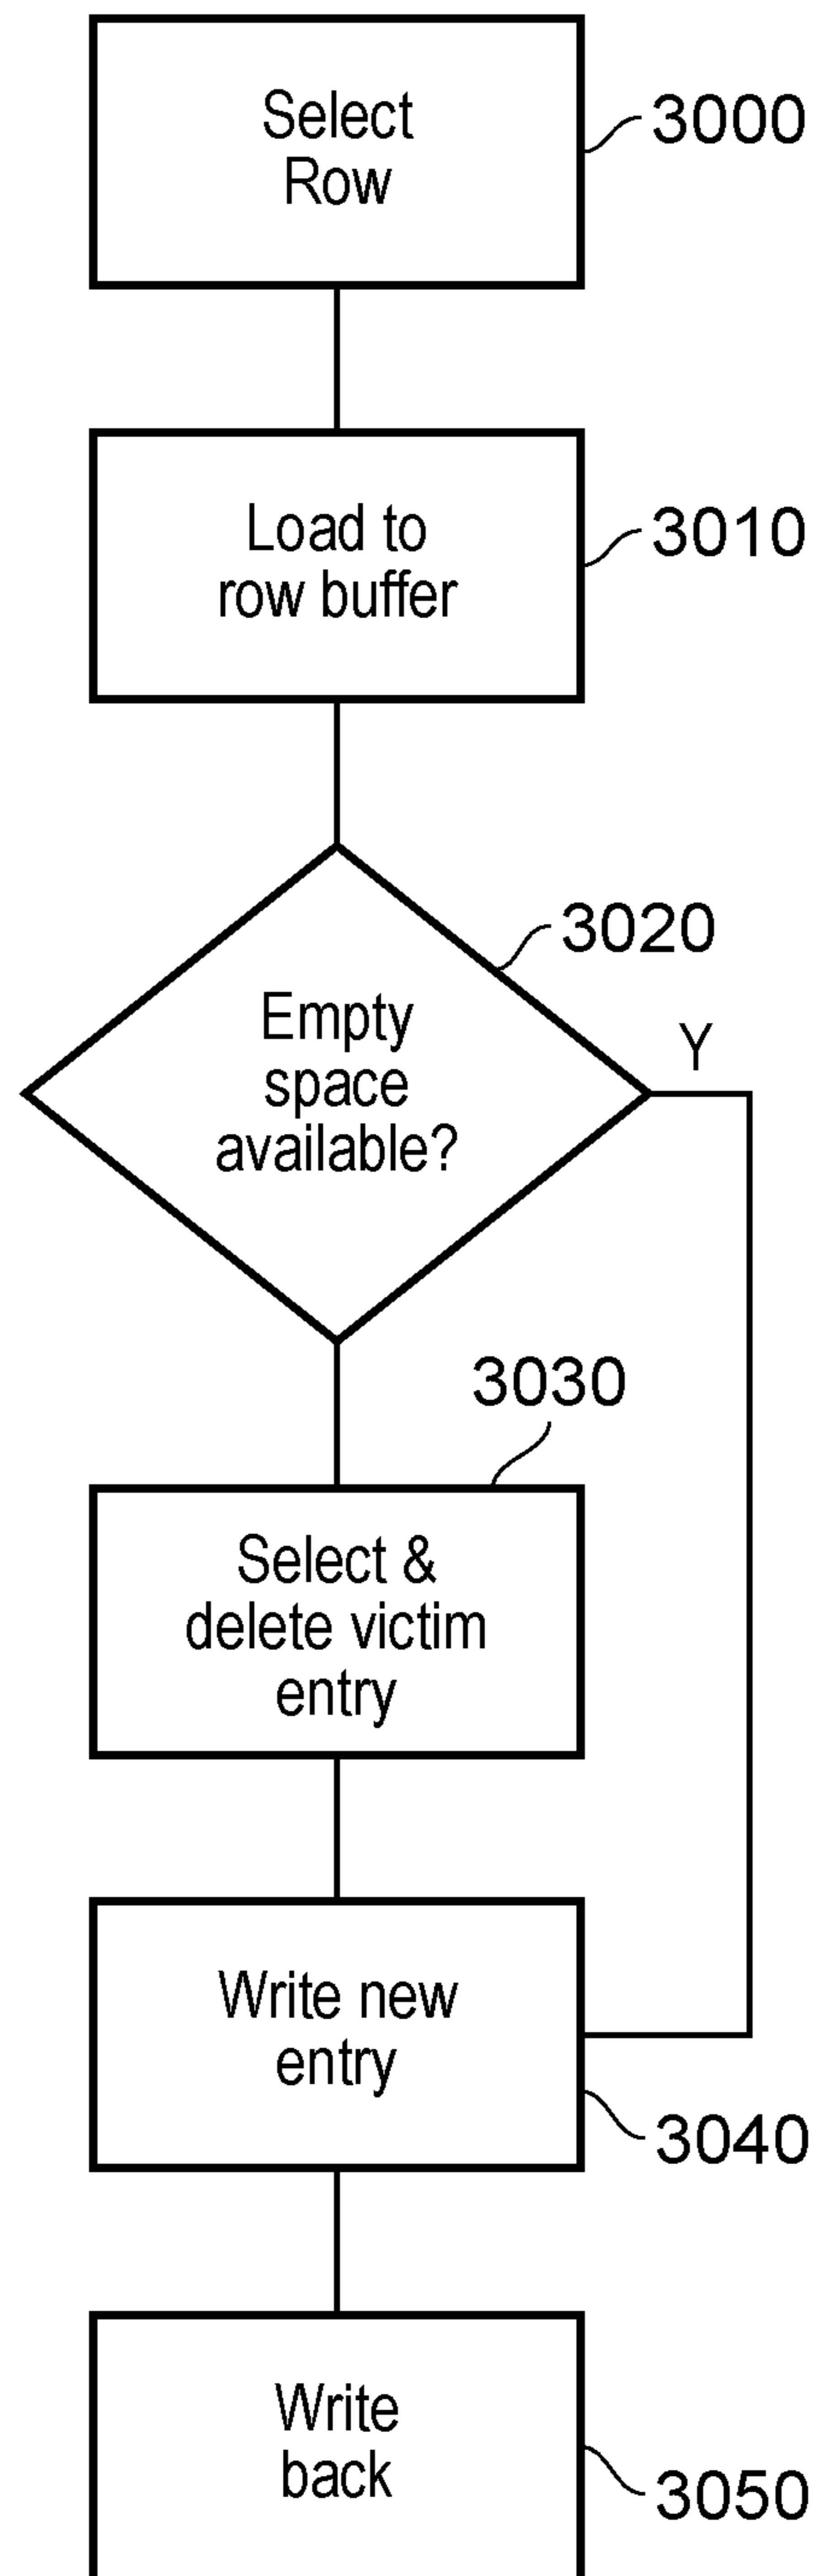 Select
Row
3000
Load to
row buffer
3010
3020
Empty
space
available?
Y
3030
Select &
delete victim
entry
Write new
entry
3040
Write
back
3050